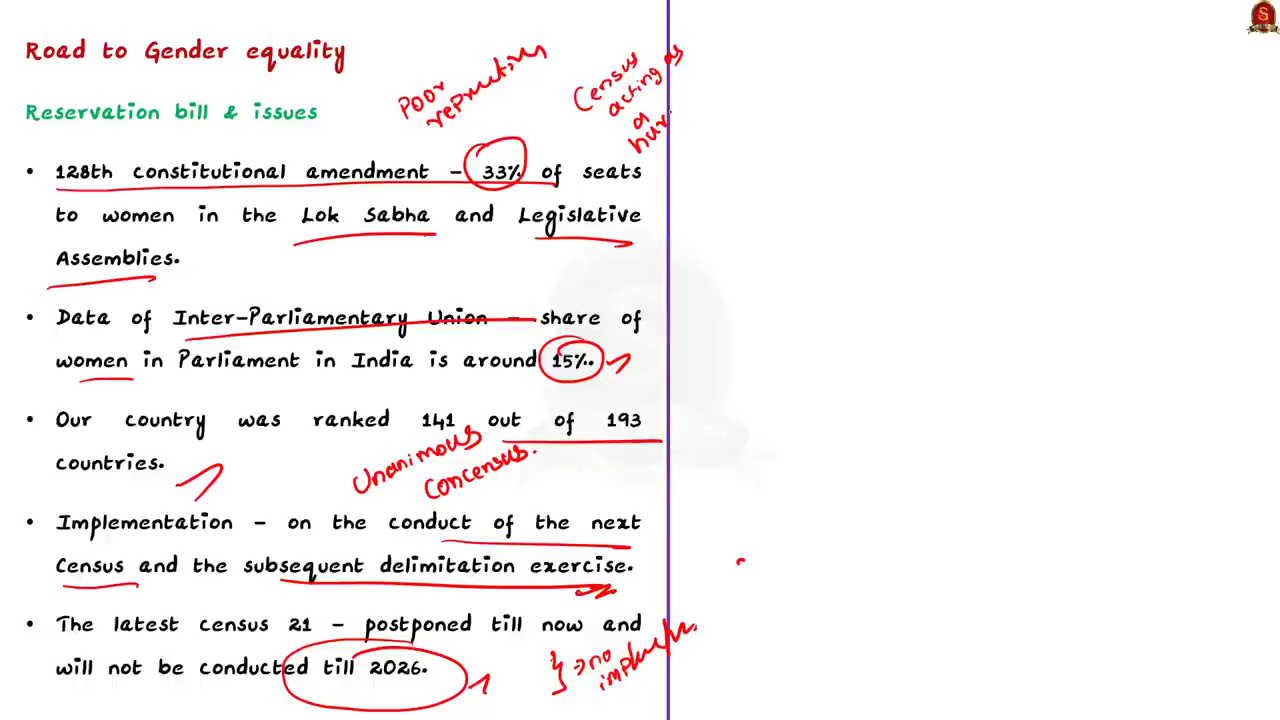 Road to Gender equality
Poor
Census
acting as
Reservation bill & issues
• 128th constitutional amendment - 33% of seats
to women in the Lok Sabha and Legislative
Assemblies.
• Data of Inter-Parliamentary Union - share of
women in Parliament in India is around 15%.
• Our country was ranked 141 out of 193
countries.
Unanimous
Concensus.
• Implementation - on the conduct of the next
Census and the subsequent delimitation exercise.
• The latest census 21 - postponed till now and
will not be conducted till 2026.
⇒ no